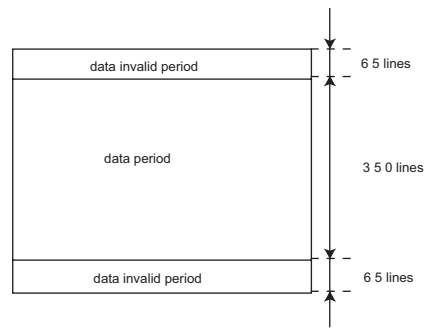 data invalid period
6 5 lines
data period
3 5 0 lines
data invalid period
6 5 lines